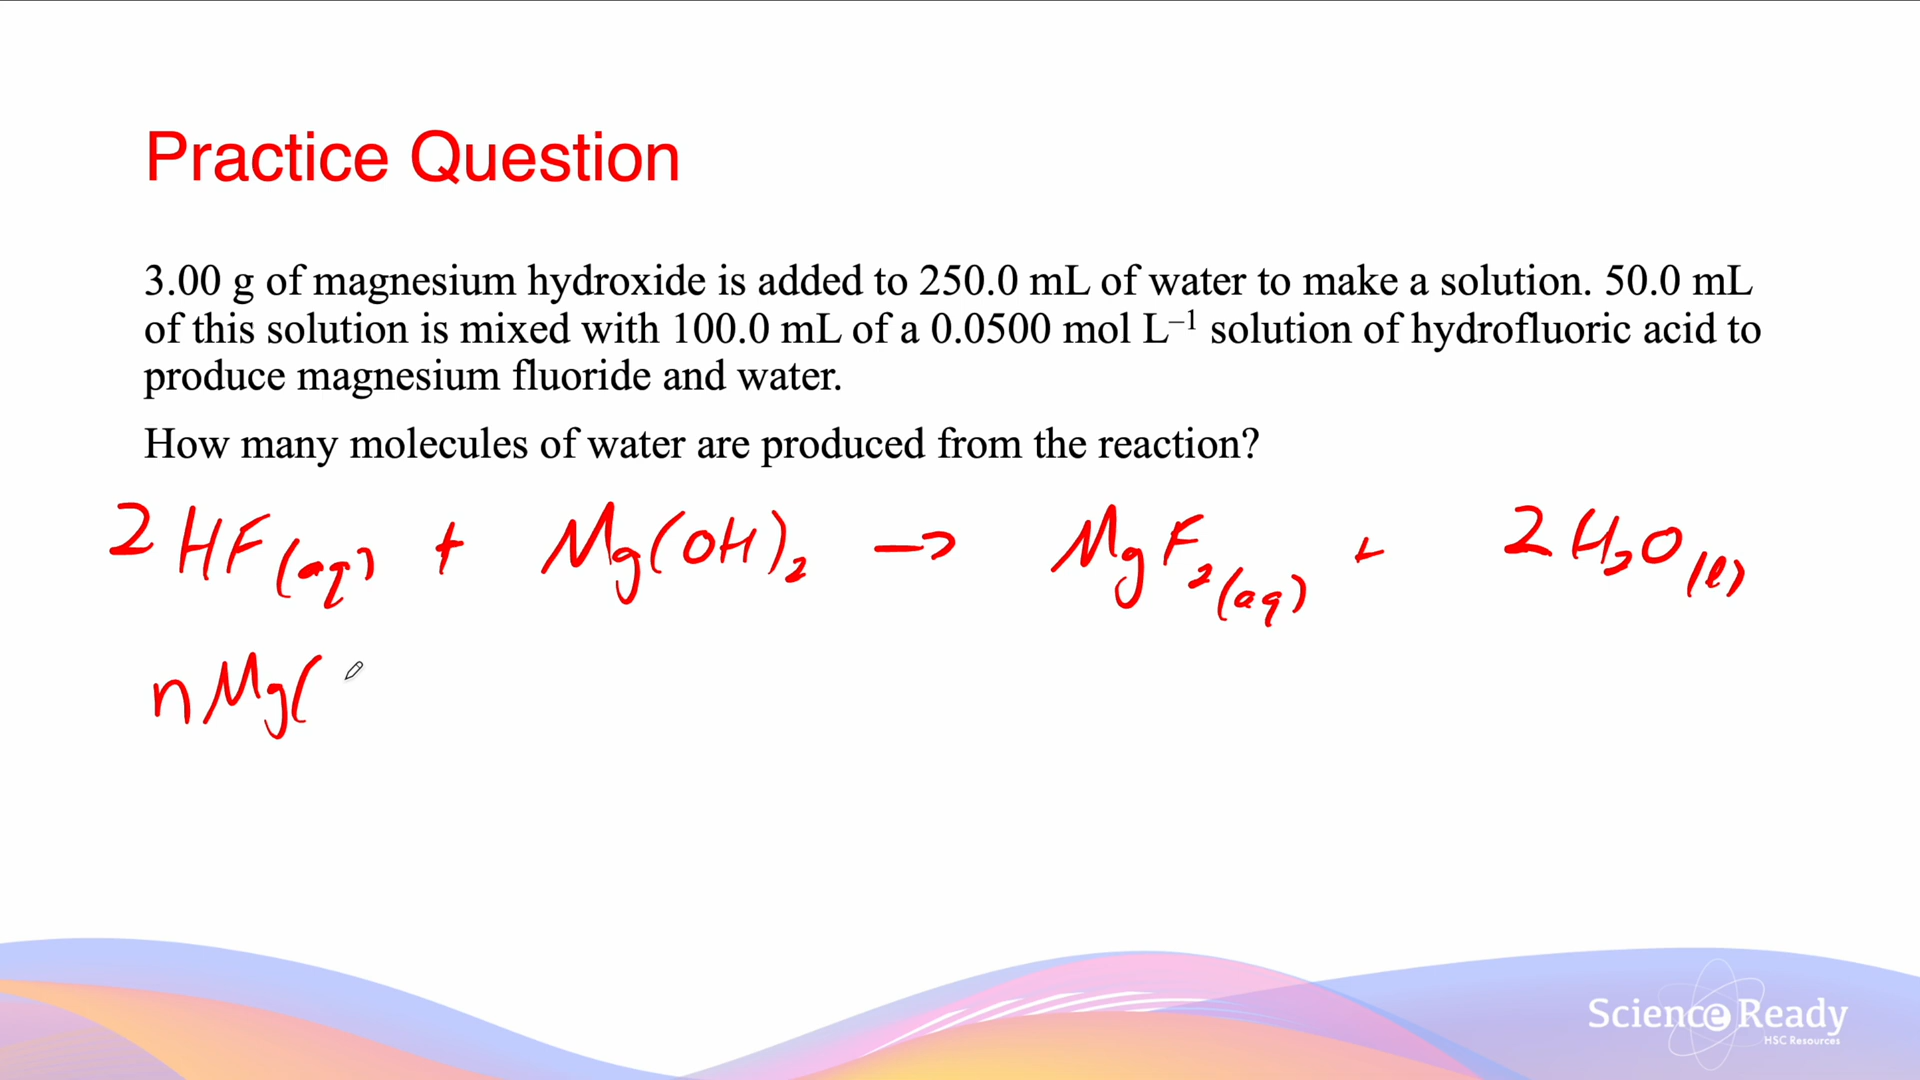 Practice Question
3.00 g of magnesium hydroxide is added to 250.0 mL of water to make a solution. 50.0 mL
of this solution is mixed with 100.0 mL of a 0.0500 mol L⁻¹ solution of hydrofluoric acid to
produce magnesium fluoride and water.
How many molecules of water are produced from the reaction?
2HF(aq) + Mg(OH)₂ → MgF₂(aq) + 2H₂O(l)
nMg(
Science Ready
HSC Resources